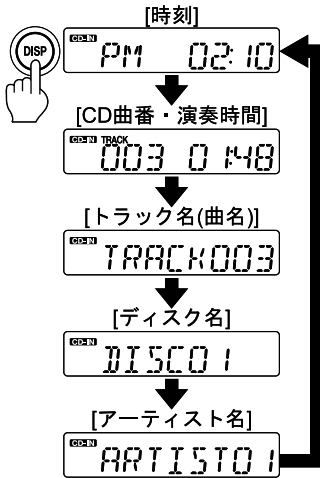 [時刻]
DISP
CD-IN
PM 02:10
[CD曲番・演奏時間]
CD-IN TRACK
003 01:48
[トラック名(曲名)]
CD-IN
TRACK003
[ディスク名]
CD-IN
DISC01
[アーティスト名]
CD-IN
ARTIST01